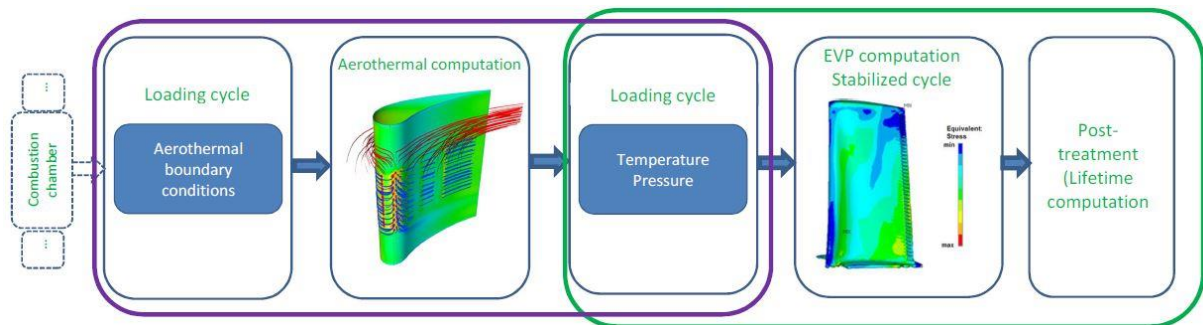 ...
Combustion
chamber
...
Loading cycle
Aerothermal
boundary
conditions
Aerothermal computation
Loading cycle
Temperature
Pressure
EVP computation
Stabilized cycle
Equivalent
Stress
min
max
Post-
treatment
(Lifetime
computation